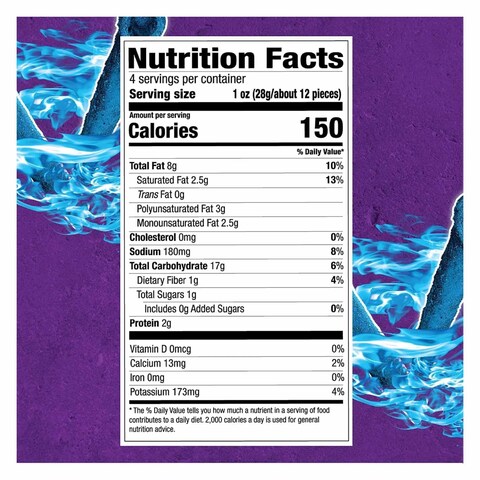 Nutrition Facts
4 servings per container
Serving size 1 oz (28g/about 12 pieces)
Amount per serving
Calories 150
% Daily Value*
Total Fat 8g 10%
Saturated Fat 2.5g 13%
Trans Fat 0g
Polyunsaturated Fat 3g
Monounsaturated Fat 2.5g
Cholesterol 0mg 0%
Sodium 180mg 8%
Total Carbohydrate 17g 6%
Dietary Fiber 1g 4%
Total Sugars 1g
Includes 0g Added Sugars 0%
Protein 2g
Vitamin D 0mcg 0%
Calcium 13mg 2%
Iron 0mg 0%
Potassium 173mg 4%
* The % Daily Value tells you how much a nutrient in a serving of food
contributes to a daily diet. 2,000 calories a day is used for general
nutrition advice.